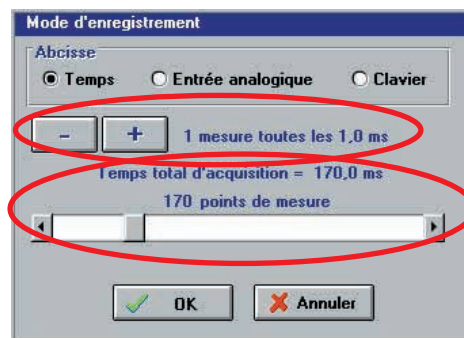 Mode d'enregistrement
Abcisse
Temps Entrée analogique Clavier
- + 1 mesure toutes les 1,0 ms
Temps total d'acquisition = 170,0 ms
170 points de mesure
OK Annuler